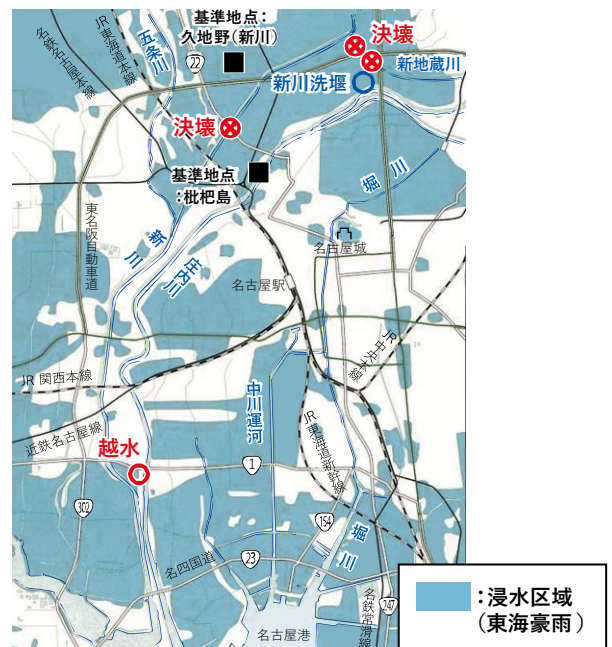 基準地点：
久地野（新川）
五条川
JR東海道本線
名鉄名古屋本線
22
決壊
新地蔵川
新川洗堰
決壊
基準地点
：枇杷島
堀川
新川
庄内川
東名阪自動車道
名古屋城
名古屋駅
JR中央本線
JR 関西本線
中川運河
近鉄名古屋線
越水
JR東海道新幹線
1
302
154
堀川
23
名四国道
名鉄常滑線
247
名古屋港
：浸水区域
（東海豪雨）